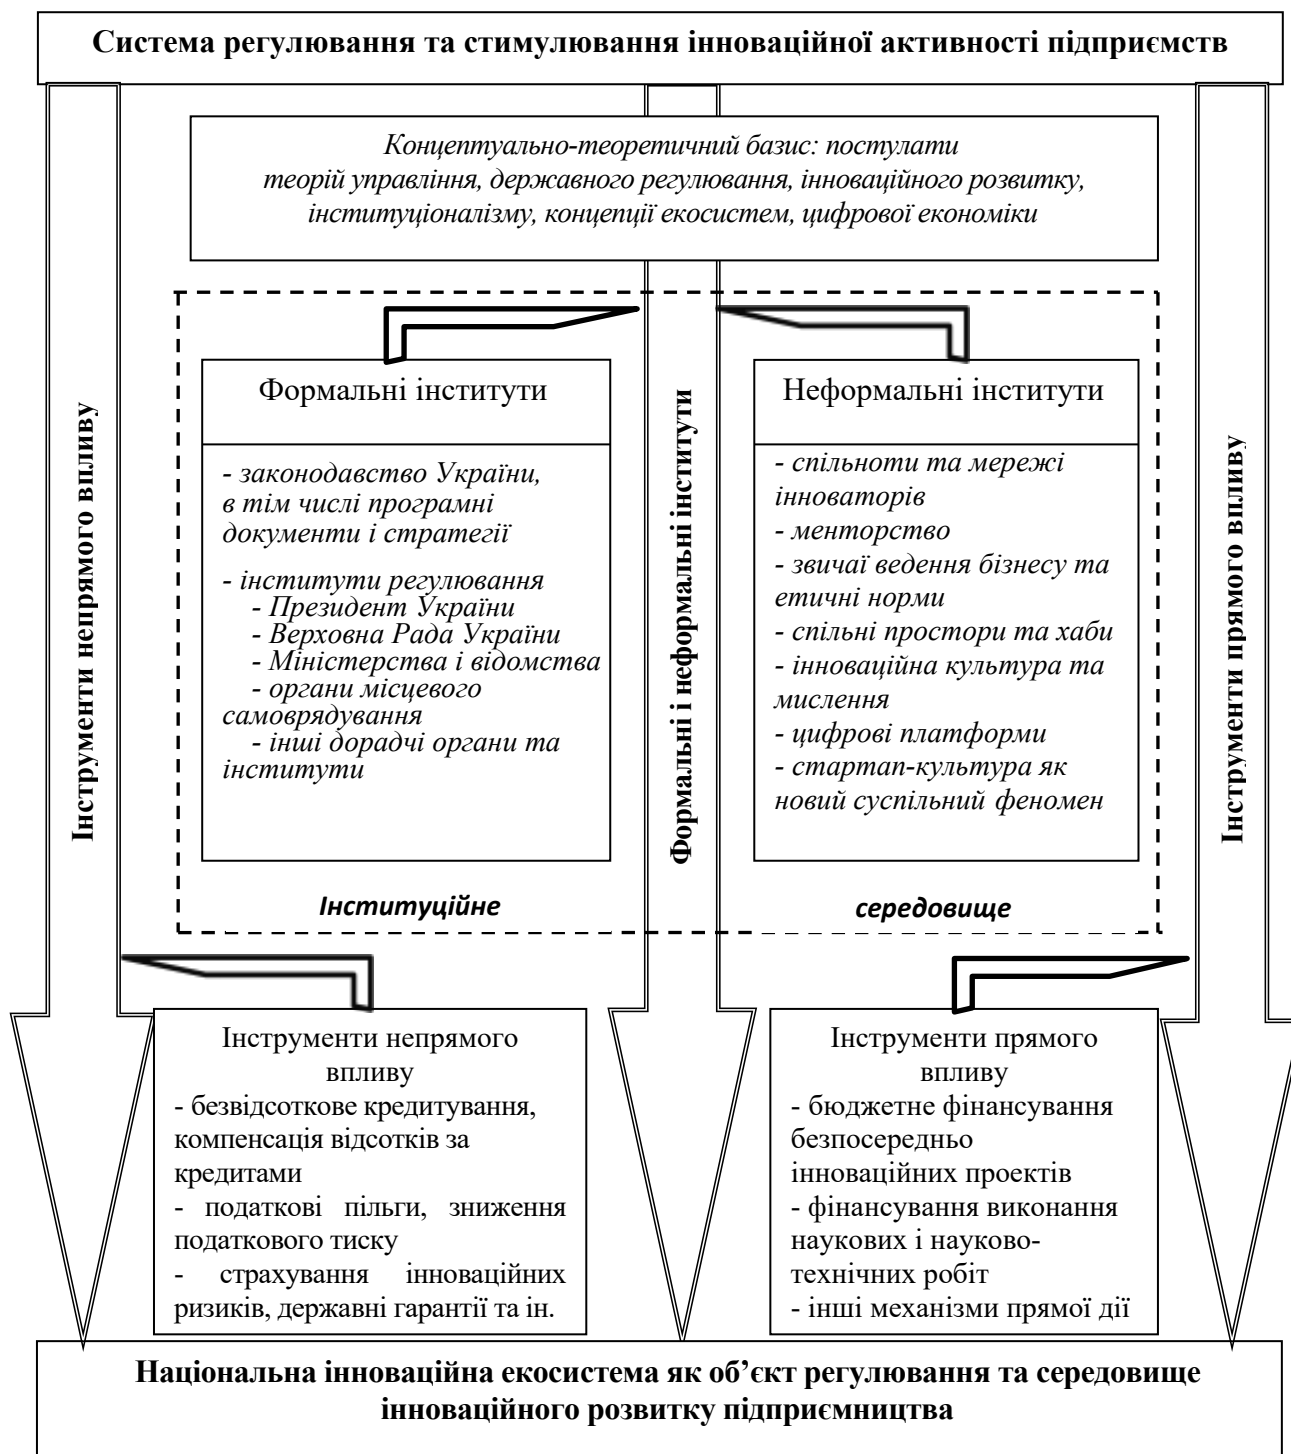 Система регулювання та стимулювання інноваційної активності підприємств
Концептуально-теоретичний базис: постулати
теорій управління, державного регулювання, інноваційного розвитку,
інституціоналізму, концепції екосистем, цифрової економіки
Інструменти непрямого впливу
Формальні інститути
- законодавство України,
в тім числі програмні
документи і стратегії
- інститути регулювання
- Президент України
- Верховна Рада України
- Міністерства і відомства
- органи місцевого
самоврядування
- інші дорадчі органи та
інститути
Формальні і неформальні інститути
Неформальні інститути
- спільноти та мережі
інноваторів
- менторство
- звичаї ведення бізнесу та
етичні норми
- спільні простори та хаби
- інноваційна культура та
мислення
- цифрові платформи
- стартап-культура як
новий суспільний феномен
Інструменти прямого впливу
Інституційне середовище
Інструменти непрямого
впливу
- безвідсоткове кредитування,
компенсація відсотків за
кредитами
- податкові пільги, зниження
податкового тиску
- страхування інноваційних
ризиків, державні гарантії та ін.
Інструменти прямого
впливу
- бюджетне фінансування
безпосередньо
інноваційних проектів
- фінансування виконання
наукових і науково-
технічних робіт
- інші механізми прямої дії
Національна інноваційна екосистема як об’єкт регулювання та середовище
інноваційного розвитку підприємництва